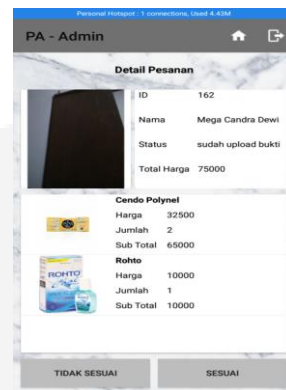 Personal Hotspot : 1 connections, Used 4.43M
PA - Admin
Detail Pesanan
ID 162
Nama Mega Candra Dewi
Status sudah upload bukti
Total Harga 75000
Cendo Polynel
Harga 32500
Jumlah 2
Sub Total 65000
Rohto
Harga 10000
Jumlah 1
Sub Total 10000
ROHTO
TIDAK SESUAI SESUAI